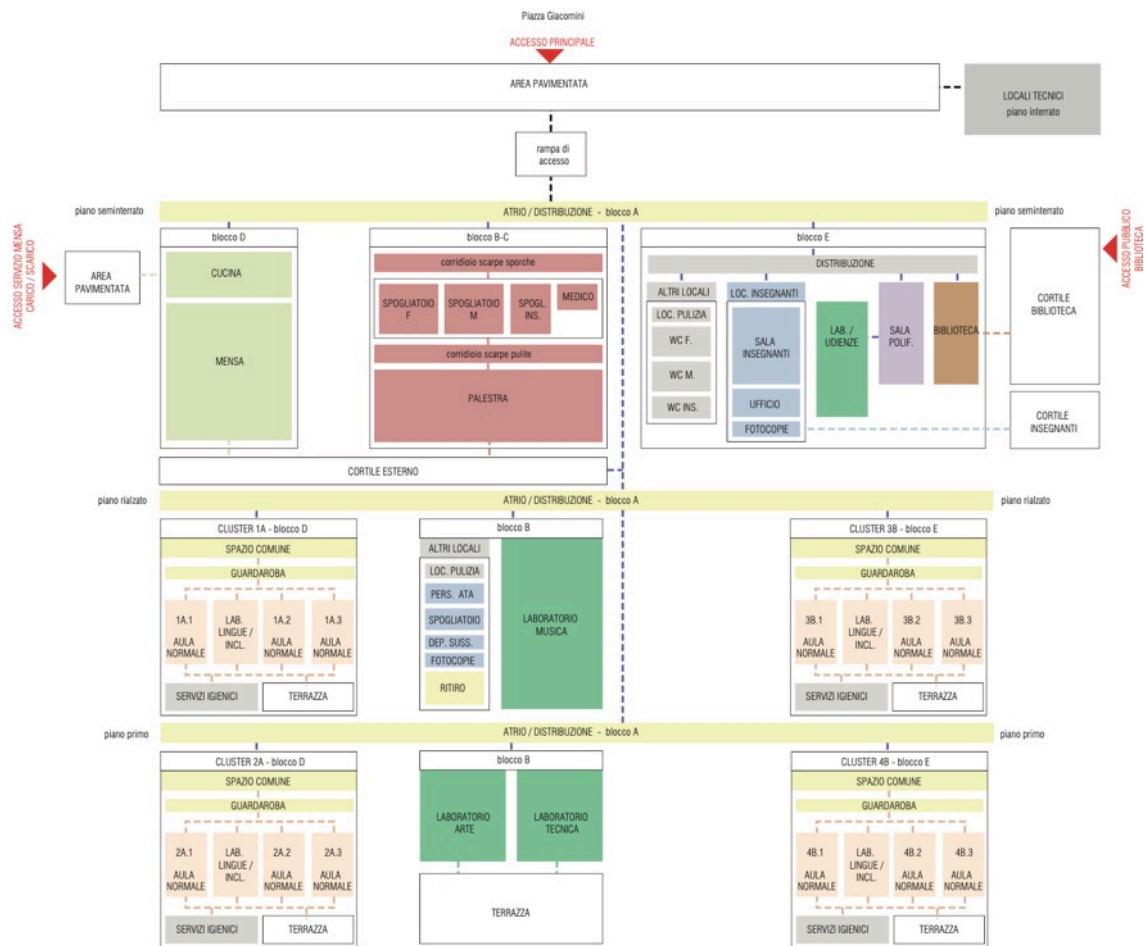 Piazza Giacomini
ACCESSO PRINCIPALE
AREA PAVIMENTATA
LOCALI TECNICI
piano interrato
rampa di
accesso
piano seminterrato
ATRIO / DISTRIBUZIONE - blocco A
piano seminterrato
ACCESSO SERVIZIO MENSA
CARICO / SCARICO
AREA
PAVIMENTATA
blocco D
CUCINA
MENSA
blocco B-C
corridioio scarpe sporche
SPOGLIATOIO
F
SPOGLIATOIO
M
SPOGL.
INS.
MEDICO
corridioio scarpe pulite
PALESTRA
blocco E
DISTRIBUZIONE
ALTRI LOCALI
LOC. PULIZIA
WC F.
WC M.
WC INS.
LOC. INSEGNANTI
SALA
INSEGNANTI
UFFICIO
FOTOCOPIE
LAB. /
UDIENZE
SALA
POLIF.
BIBLIOTECA
CORTILE
BIBLIOTECA
ACCESSO PUBBLICO
BIBLIOTECA
CORTILE
INSEGNANTI
CORTILE ESTERNO
piano rialzato
ATRIO / DISTRIBUZIONE - blocco A
piano rialzato
CLUSTER 1A - blocco D
SPAZIO COMUNE
GUARDAROBA
1A.1
AULA
NORMALE
LAB.
LINGUE /
INCL.
1A.2
AULA
NORMALE
1A.3
AULA
NORMALE
SERVIZI IGIENICI
TERRAZZA
blocco B
ALTRI LOCALI
LOC. PULIZIA
PERS. ATA
SPOGLIATOIO
DEP. SUSS.
FOTOCOPIE
RITIRO
LABORATORIO
MUSICA
CLUSTER 3B - blocco E
SPAZIO COMUNE
GUARDAROBA
3B.1
AULA
NORMALE
LAB.
LINGUE /
INCL.
3B.2
AULA
NORMALE
3B.3
AULA
NORMALE
SERVIZI IGIENICI
TERRAZZA
piano primo
ATRIO / DISTRIBUZIONE - blocco A
piano primo
CLUSTER 2A - blocco D
SPAZIO COMUNE
GUARDAROBA
2A.1
AULA
NORMALE
LAB.
LINGUE /
INCL.
2A.2
AULA
NORMALE
2A.3
AULA
NORMALE
SERVIZI IGIENICI
TERRAZZA
blocco B
LABORATORIO
ARTE
LABORATORIO
TECNICA
TERRAZZA
CLUSTER 4B - blocco E
SPAZIO COMUNE
GUARDAROBA
4B.1
AULA
NORMALE
LAB.
LINGUE /
INCL.
4B.2
AULA
NORMALE
4B.3
AULA
NORMALE
SERVIZI IGIENICI
TERRAZZA